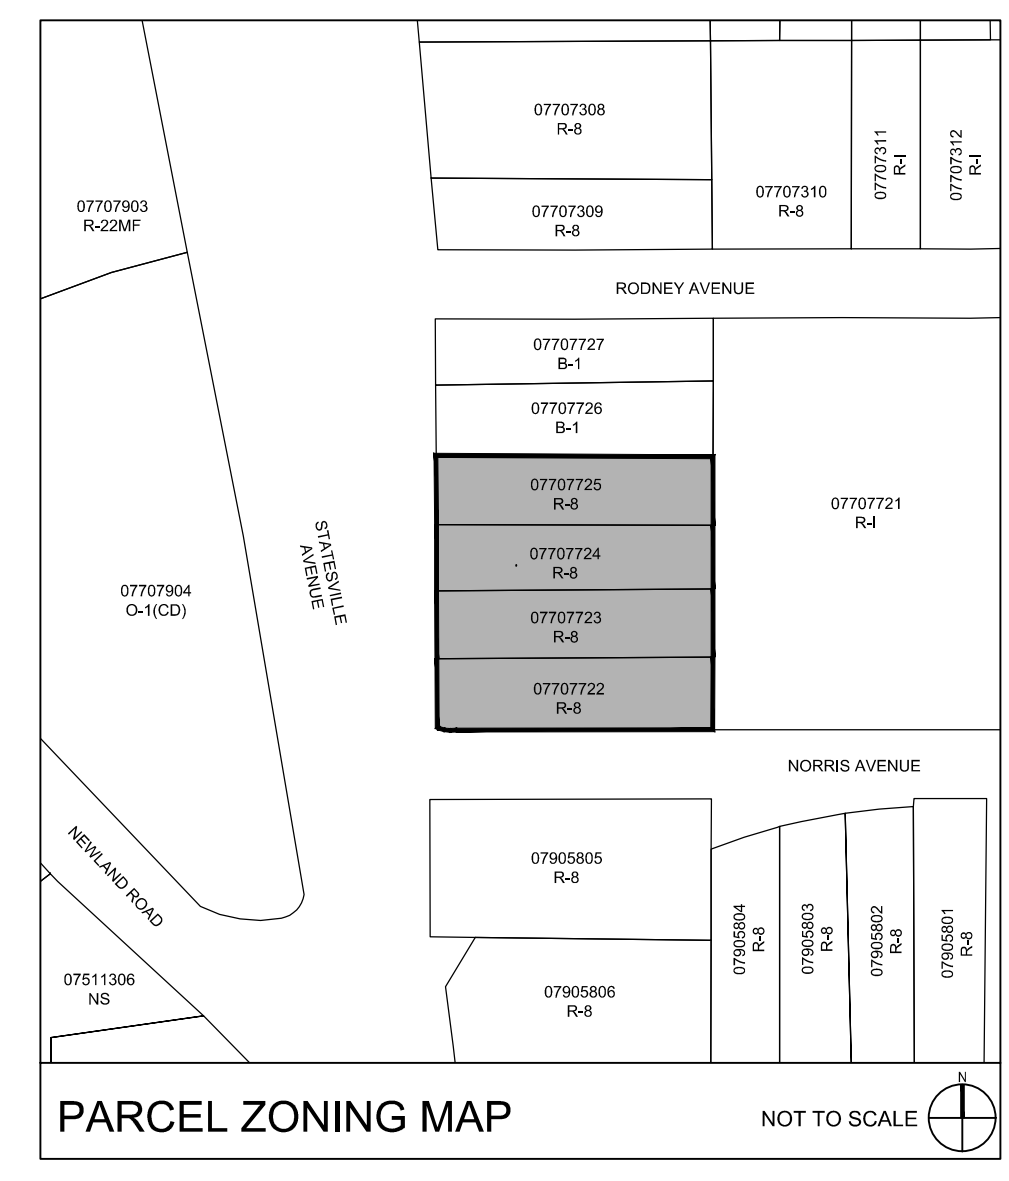 07707308
R-8
07707311
R-I
07707312
R-I
07707310
R-8
07707903
R-22MF
07707309
R-8
RODNEY AVENUE
07707727
B-1
07707726
B-1
07707725
R-8
07707721
R-I
STATESVILLE
AVENUE
07707724
R-8
07707904
O-1(CD)
07707723
R-8
07707722
R-8
NORRIS AVENUE
NEWLAND ROAD
07905805
R-8
07905804
R-8
07905803
R-8
07905802
R-8
07905801
R-8
07511306
NS
07905806
R-8
PARCEL ZONING MAP
NOT TO SCALE
N